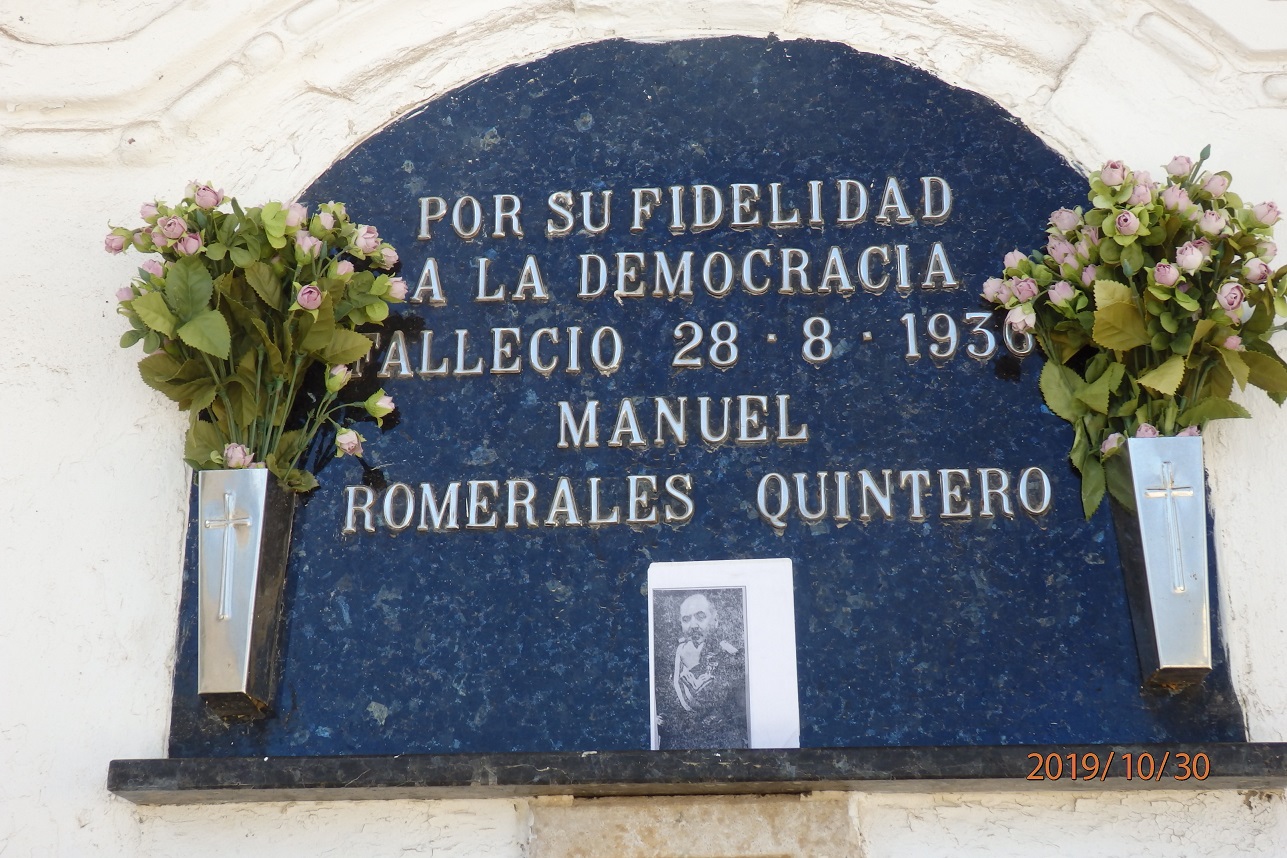 POR SU FIDELIDAD
A LA DEMOCRACIA
FALLECIO 28 · 8 · 1936
MANUEL
ROMERALES QUINTERO
2019/10/30